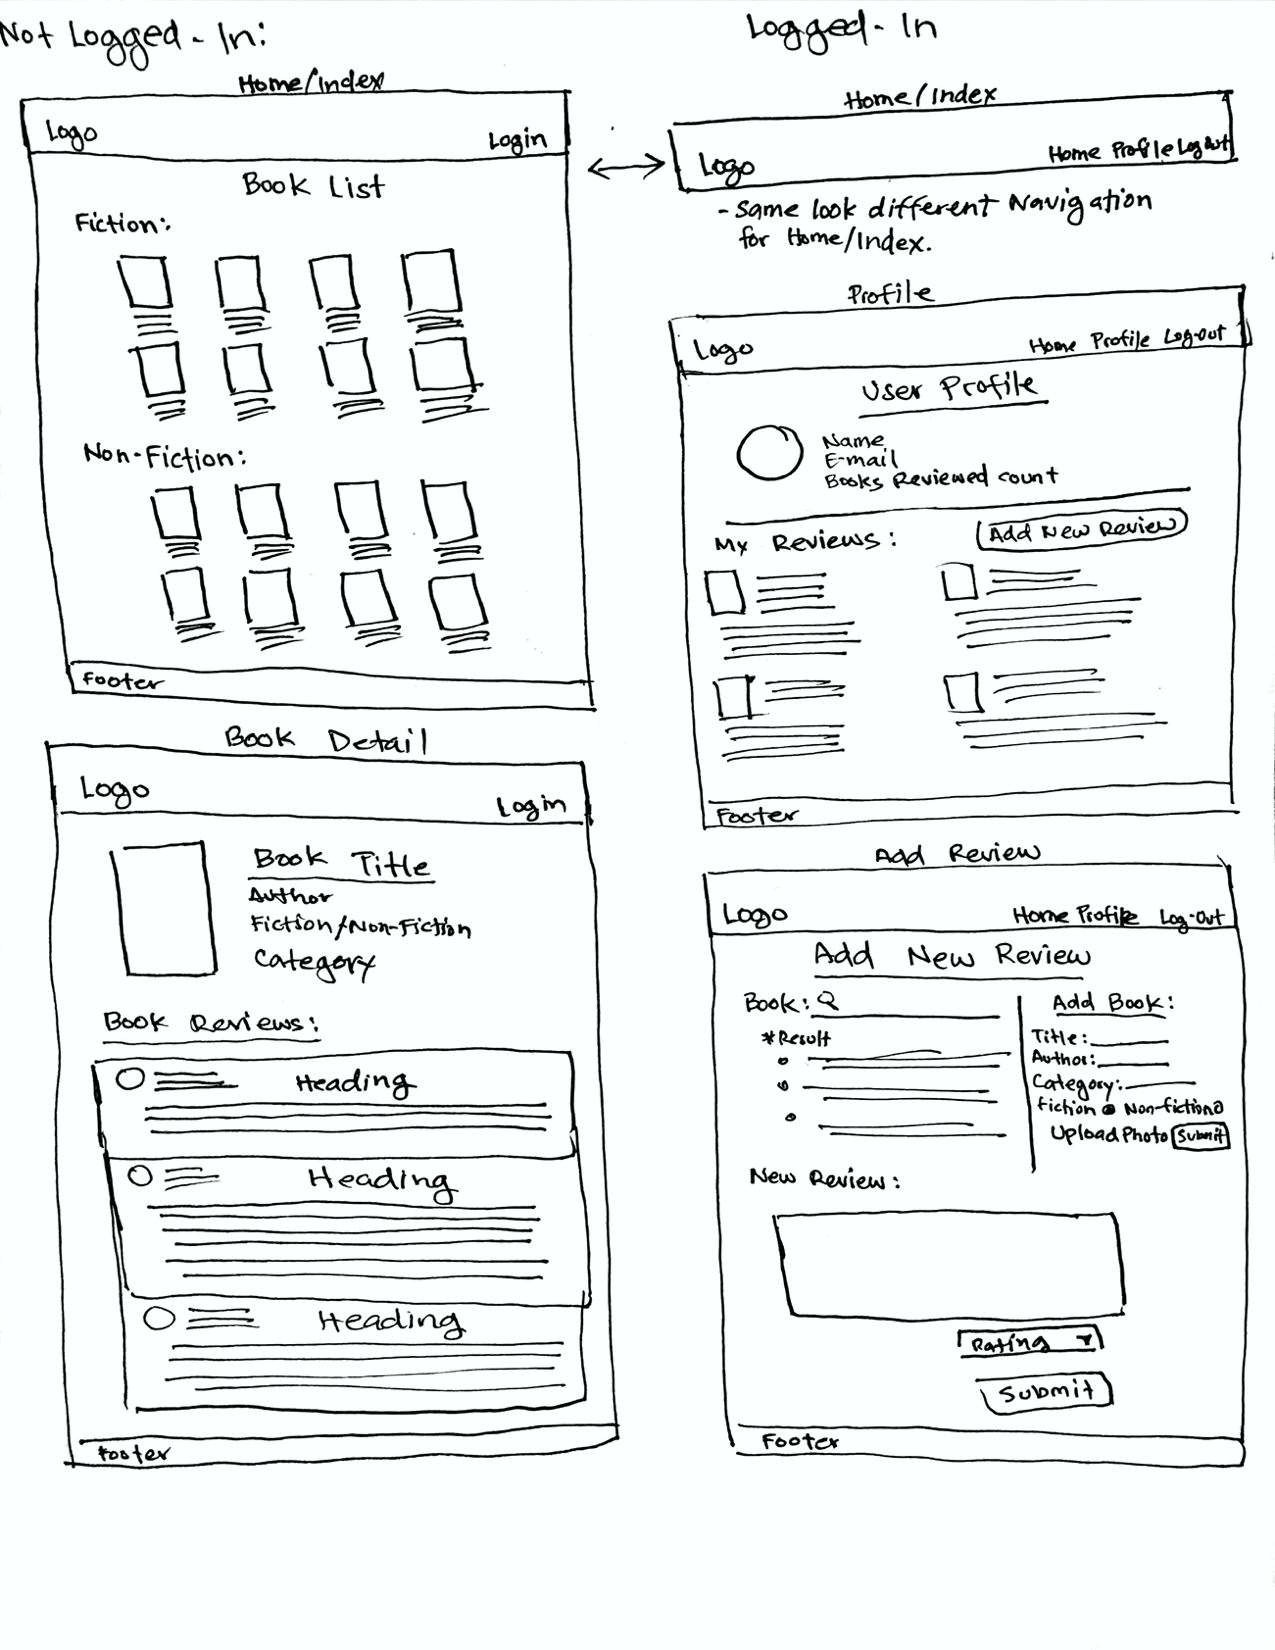 Not Logged-In:
Home/Index
Logo
Login
Book List
Fiction:
Non-Fiction:
Footer
Book Detail
Logo
Login
Book Title
Author
Fiction/Non-Fiction
Category
Book Reviews:
Heading
Heading
Heading
Footer
Logged-In
Home/Index
Logo
Home Profile Log Out
- Same look different Navigation
for Home/Index.
Profile
Logo
Home Profile Log-Out
User Profile
Name
E-mail
Books Reviewed count
My Reviews:
Add New Review
Footer
Add Review
Logo
Home Profile Log-Out
Add New Review
Book:
*Result
Add Book:
Title:
Author:
Category:
Fiction Non-fiction
Upload Photo Submit
New Review:
Rating
Submit
Footer